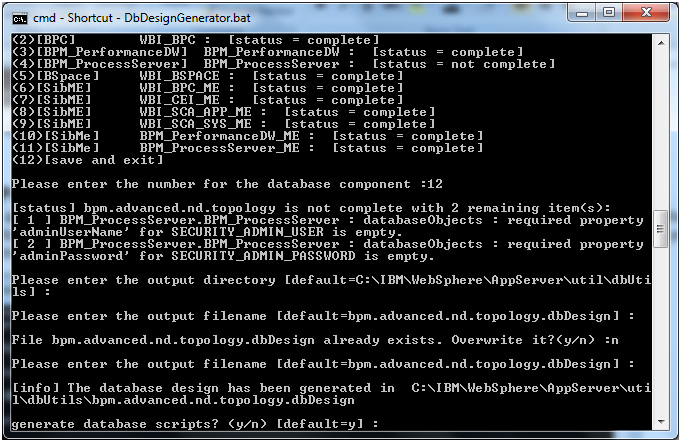 cmd - Shortcut - DbDesignGenerator.bat
(2)[BPC] WBI_BPC : [status = complete]
(3)[BPM_PerformanceDW] BPM_PerformanceDW : [status = complete]
(4)[BPM_ProcessServer] BPM_ProcessServer : [status = not complete]
(5)[BSpace] WBI_BSPACE : [status = complete]
(6)[SibME] WBI_BPC_ME : [status = complete]
(7)[SibME] WBI_CEI_ME : [status = complete]
(8)[SibME] WBI_SCA_APP_ME : [status = complete]
(9)[SibME] WBI_SCA_SYS_ME : [status = complete]
(10)[SibMe] BPM_PerformanceDW_ME : [status = complete]
(11)[SibMe] BPM_ProcessServer_ME : [status = complete]
(12)[save and exit]
Please enter the number for the database component :12
[status] bpm.advanced.nd.topology is not complete with 2 remaining item(s):
[ 1 ] BPM_ProcessServer.BPM_ProcessServer : databaseObjects : required property
'adminUserName' for SECURITY_ADMIN_USER is empty.
[ 2 ] BPM_ProcessServer.BPM_ProcessServer : databaseObjects : required property
'adminPassword' for SECURITY_ADMIN_PASSWORD is empty.
Please enter the output directory [default=C:\IBM\WebSphere\AppServer\util\dbUti
ls] :
Please enter the output filename [default=bpm.advanced.nd.topology.dbDesign] :
File bpm.advanced.nd.topology.dbDesign already exists. Overwrite it?(y/n) :n
Please enter the output filename [default=bpm.advanced.nd.topology.dbDesign] :
[info] The database design has been generated in C:\IBM\WebSphere\AppServer\uti
l\dbUtils\bpm.advanced.nd.topology.dbDesign
generate database scripts? (y/n) [default=y] :